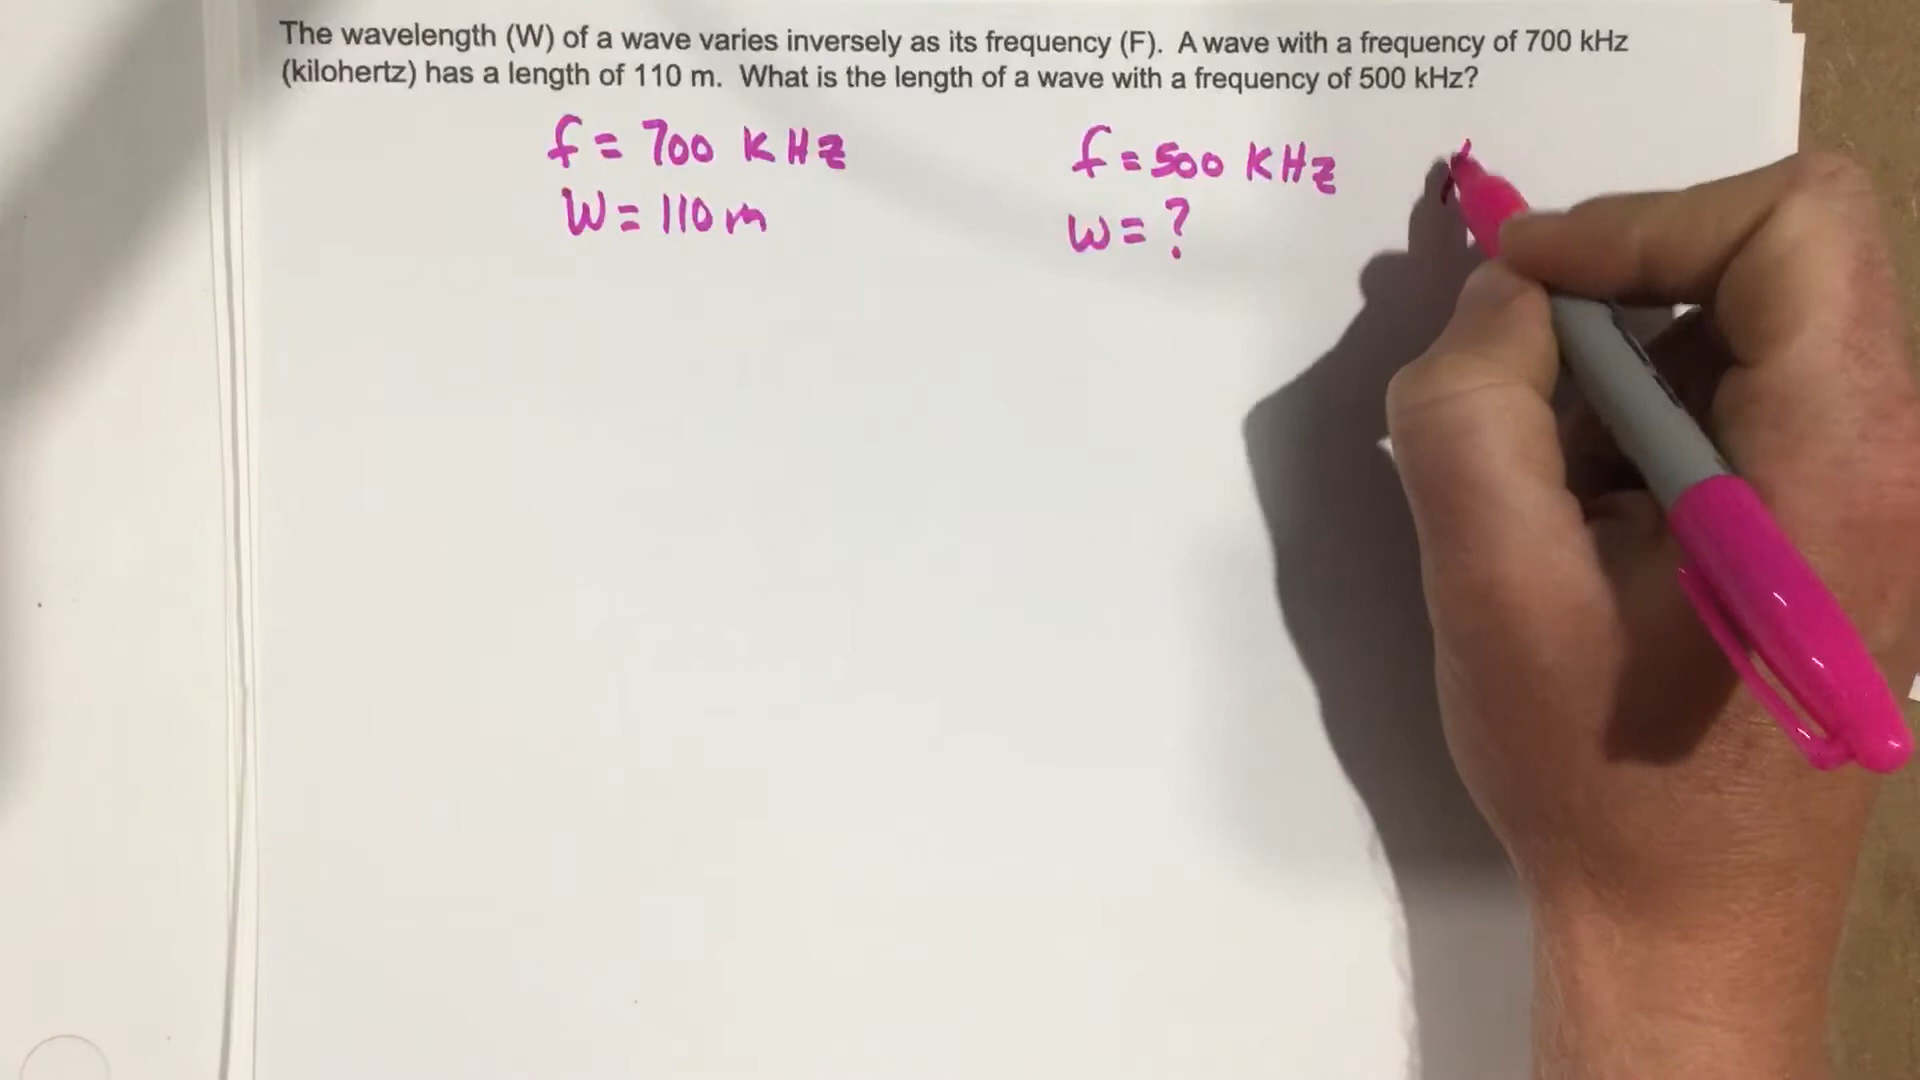 The wavelength (W) of a wave varies inversely as its frequency (F). A wave with a frequency of 700 kHz
(kilohertz) has a length of 110 m. What is the length of a wave with a frequency of 500 kHz?
f = 700 KHz
W = 110 m
f = 500 KHz
W = ?